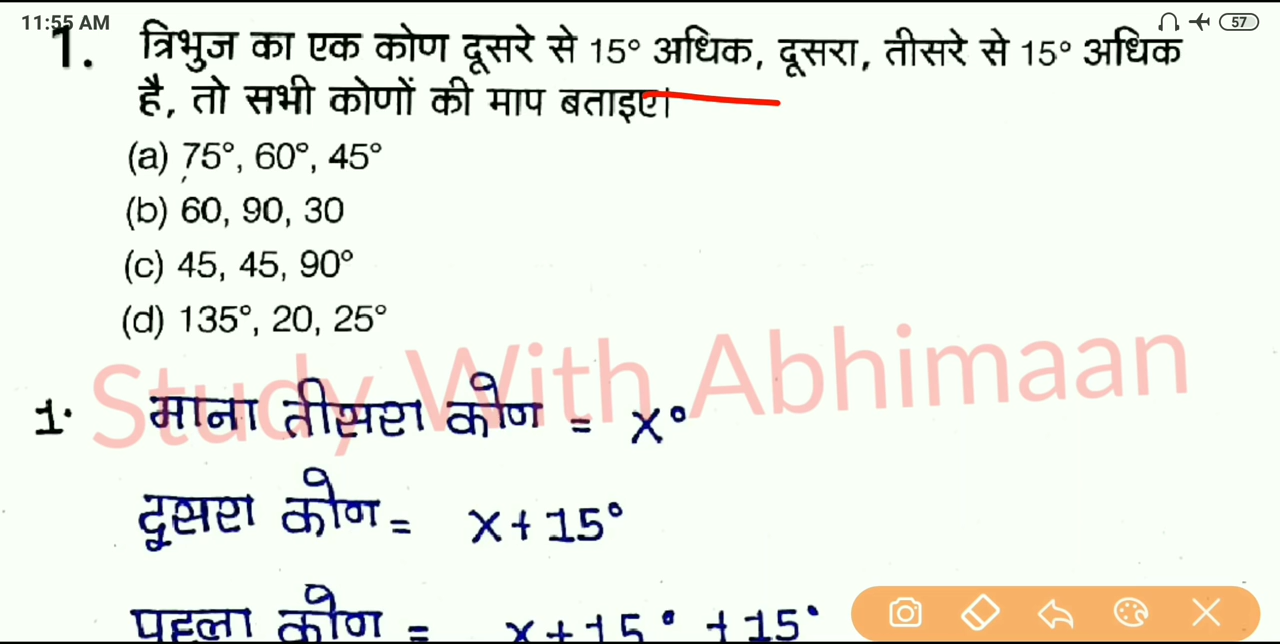 11:55 AM
57
1. त्रिभुज का एक कोण दूसरे से 15° अधिक, दूसरा, तीसरे से 15° अधिक
है, तो सभी कोणों की माप बताइए।
(a) 75°, 60°, 45°
(b) 60, 90, 30
(c) 45, 45, 90°
(d) 135°, 20, 25°
Study With Abhimaan
1. माना तीसरा कोण = x°
दूसरा कोण = x + 15°
पहला कोण = x + 15° + 15°